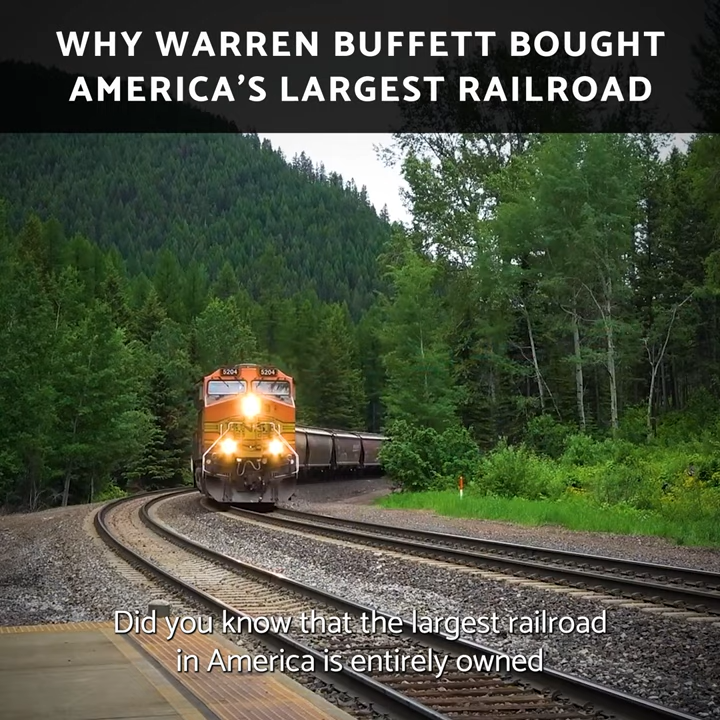 WHY WARREN BUFFETT BOUGHT
AMERICA'S LARGEST RAILROAD
5204 5204
Did you know that the largest railroad
in America is entirely owned